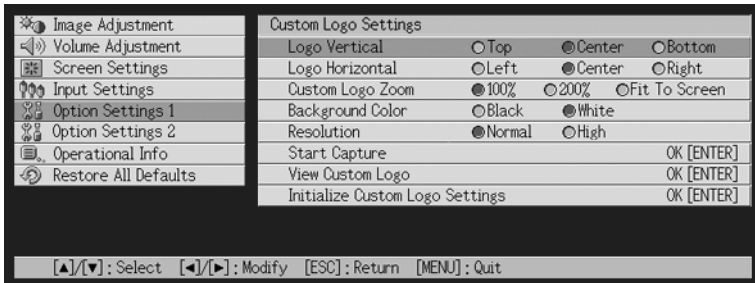 Image Adjustment
Volume Adjustment
Screen Settings
Input Settings
Option Settings 1
Option Settings 2
Operational Info
Restore All Defaults
Custom Logo Settings
Logo Vertical Top Center Bottom
Logo Horizontal Left Center Right
Custom Logo Zoom 100% 200% Fit To Screen
Background Color Black White
Resolution Normal High
Start Capture OK [ENTER]
View Custom Logo OK [ENTER]
Initialize Custom Logo Settings OK [ENTER]
[▲]/[▼] : Select [◀]/[▶] : Modify [ESC] : Return [MENU] : Quit